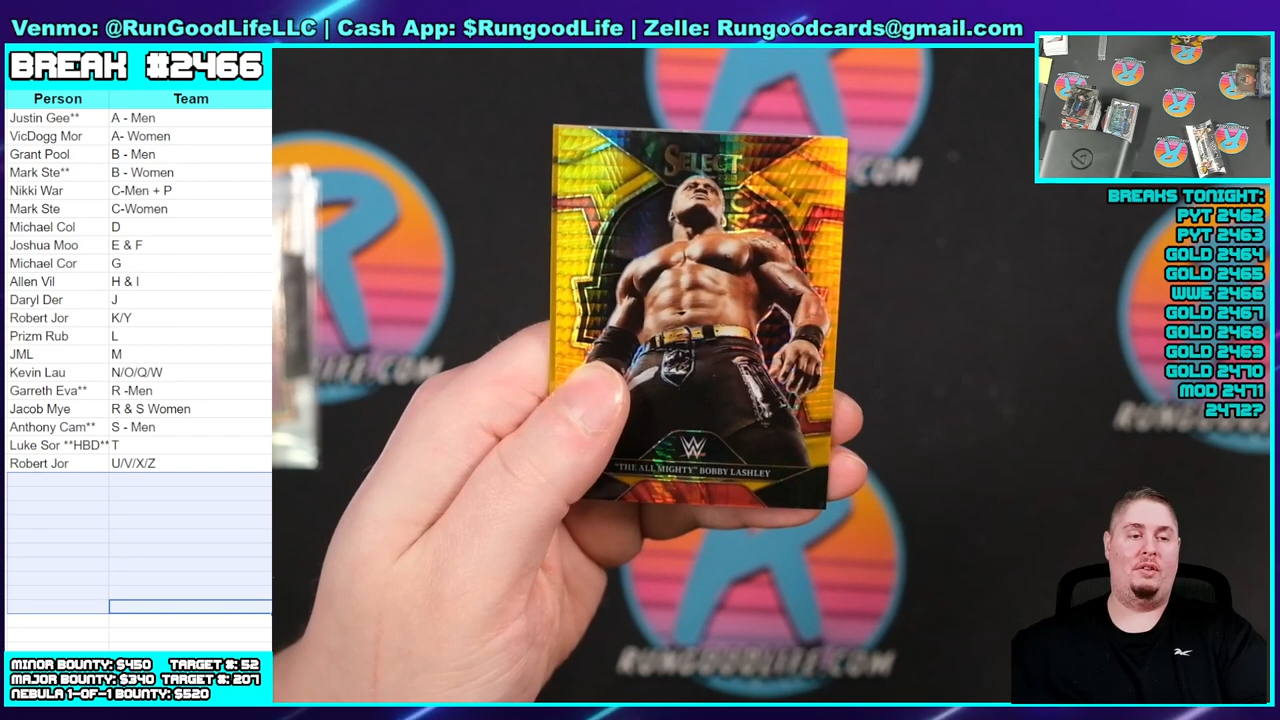 Venmo: @RunGoodLifeLLC | Cash App: $RungoodLife | Zelle: Rungoodcards@gmail.com
BREAK #2466
Person Team
Justin Gee** A - Men
VicDogg Mor A- Women
Grant Pool B - Men
Mark Ste** B - Women
Nikki War C-Men + P
Mark Ste C-Women
Michael Col D
Joshua Moo E & F
Michael Cor G
Allen Vil H & I
Daryl Der J
Robert Jor K/Y
Prizm Rub L
JML M
Kevin Lau N/O/Q/W
Garreth Eva** R -Men
Jacob Mye R & S Women
Anthony Cam** S - Men
Luke Sor **HBD** T
Robert Jor U/V/X/Z
MINOR BOUNTY: $450 TARGET #: 52
MAJOR BOUNTY: $340 TARGET #: 207
NEBULA 1-OF-1 BOUNTY: $520
SELECT
W
"THE ALL MIGHTY" BOBBY LASHLEY
RUNGOODLIFE.COM
BREAKS TONIGHT:
PYT 2462
PYT 2463
GOLD 2464
GOLD 2465
WWE 2466
GOLD 2467
GOLD 2468
GOLD 2469
GOLD 2470
MOD 2471
2472?